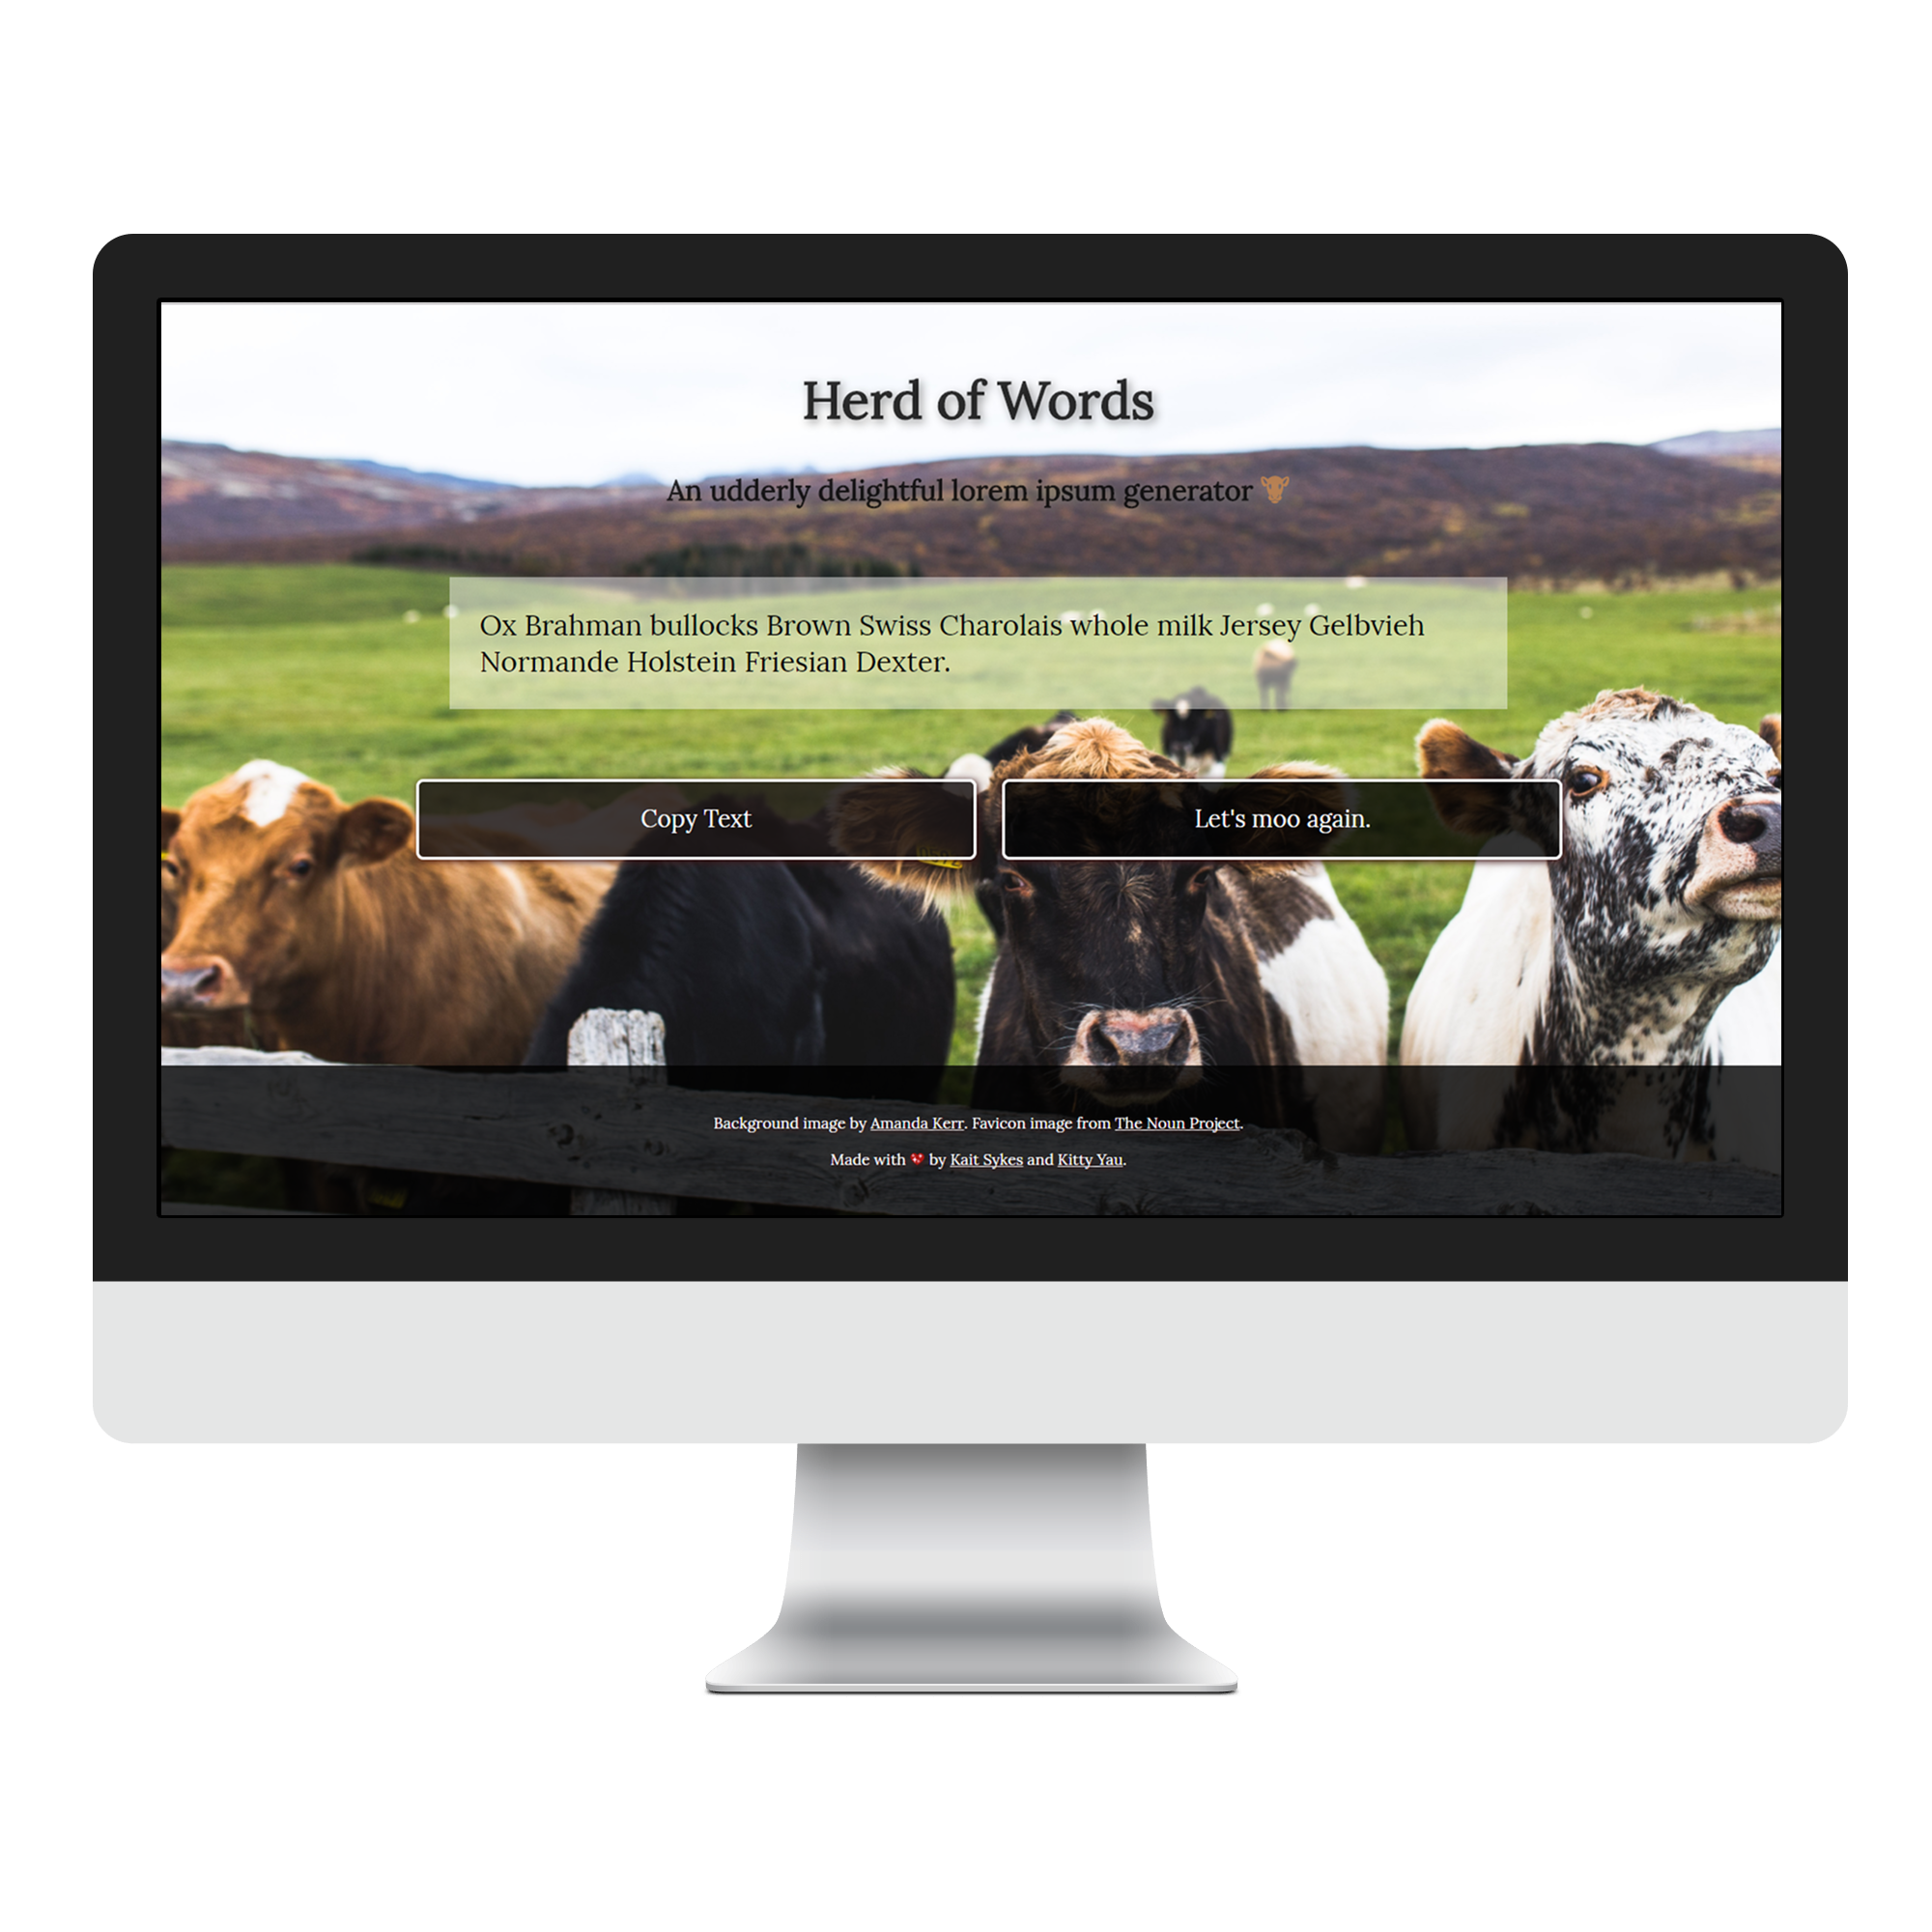 Herd of Words
An udderly delightful lorem ipsum generator
Ox Brahman bullocks Brown Swiss Charolais whole milk Jersey Gelbvieh
Normande Holstein Friesian Dexter.
Copy Text
Let's moo again.
Background image by Amanda Kerr. Favicon image from The Noun Project.
Made with 💖 by Kait Sykes and Kitty Yau.